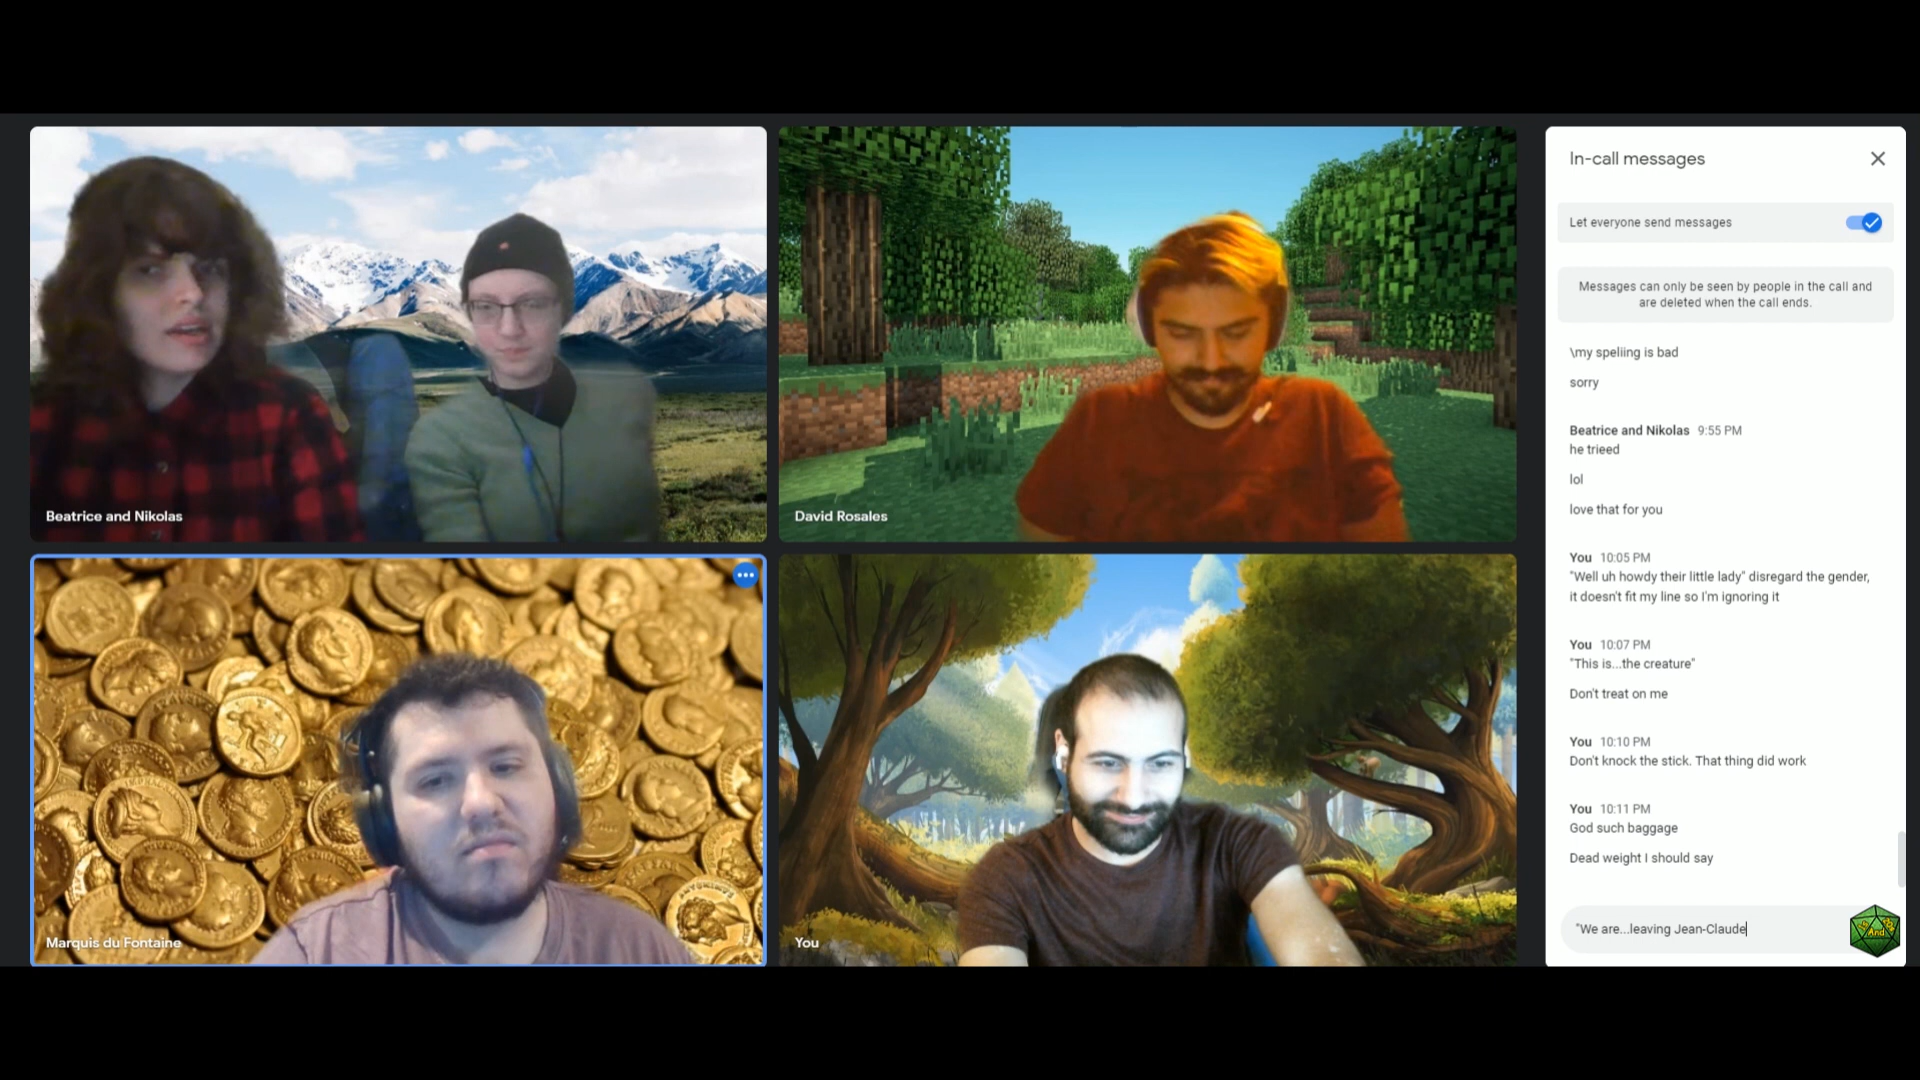 Beatrice and Nikolas
David Rosales
Marquis du Fontaine
You
In-call messages
Let everyone send messages
Messages can only be seen by people in the call and
are deleted when the call ends.
\my speliing is bad
sorry
Beatrice and Nikolas 9:55 PM
he trieed
lol
love that for you
You 10:05 PM
"Well uh howdy their little lady" disregard the gender,
it doesn't fit my line so I'm ignoring it
You 10:07 PM
"This is...the creature"
Don't treat on me
You 10:10 PM
Don't knock the stick. That thing did work
You 10:11 PM
God such baggage
Dead weight I should say
"We are...leaving Jean-Claude
And